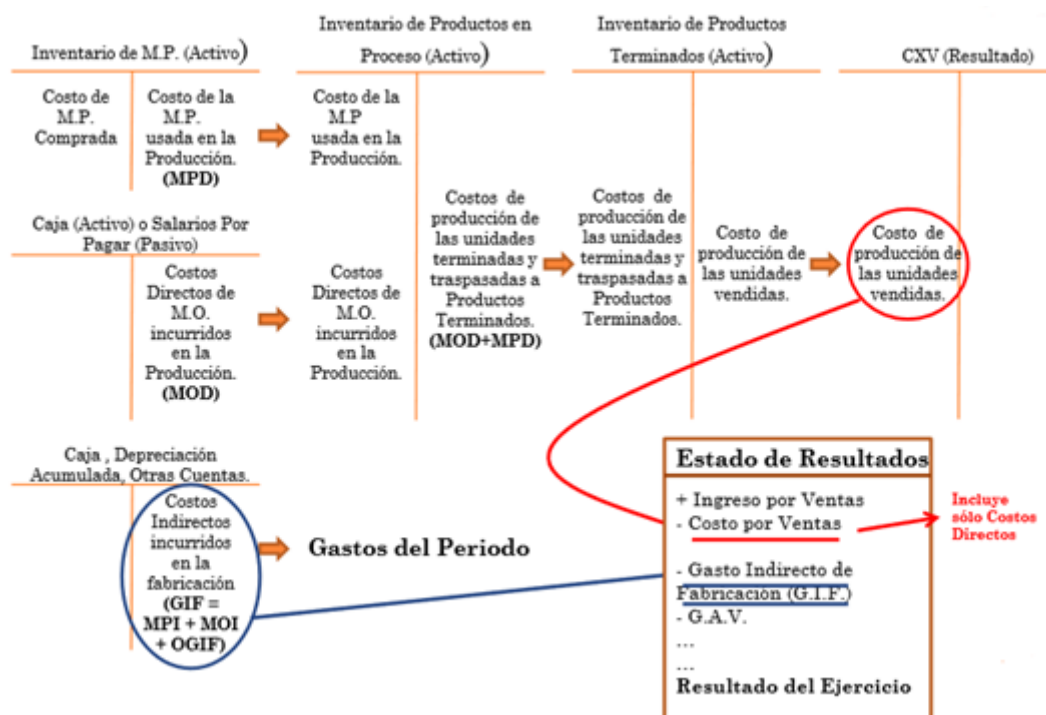 Inventario de M.P. (Activo)
Inventario de Productos en
Proceso (Activo)
Inventario de Productos
Terminados (Activo)
CXV (Resultado)
Costo de
M.P.
Comprada
Costo de la
M.P.
usada en la
Producción.
(MPD)
Costo de la
M.P
usada en la
Producción.
Caja (Activo) o Salarios Por
Pagar (Pasivo)
Costos
Directos de
M.O.
incurridos
en la
Producción.
(MOD)
Costos
Directos de
M.O.
incurridos
en la
Producción.
Costos de
producción de
las unidades
terminadas y
traspasadas a
Productos
Terminados.
(MOD+MPD)
Costos de
producción de
las unidades
terminadas y
traspasadas a
Productos
Terminados.
Costo de
producción de
las unidades
vendidas.
Costo de
producción de
las unidades
vendidas.
Caja , Depreciación
Acumulada, Otras Cuentas.
Costos
Indirectos
incurridos
en la
fabricación
(GIF =
MPI + MOI
+ OGIF)
Gastos del Periodo
Estado de Resultados
+ Ingreso por Ventas
- Costo por Ventas
- Gasto Indirecto de
Fabricación (G.I.F.)
- G.A.V.
...
...
Resultado del Ejercicio
Incluye
sólo Costos
Directos